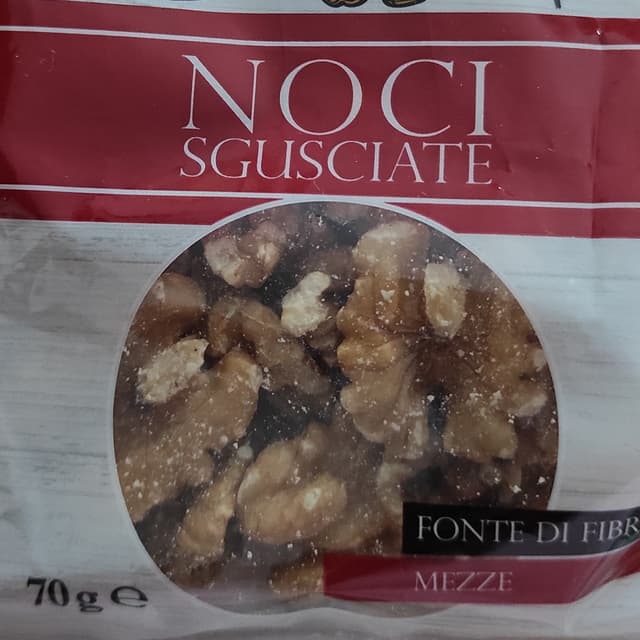 NOCI
SGUSCIATE
FONTE DI FIBR
MEZZE
70g ℮